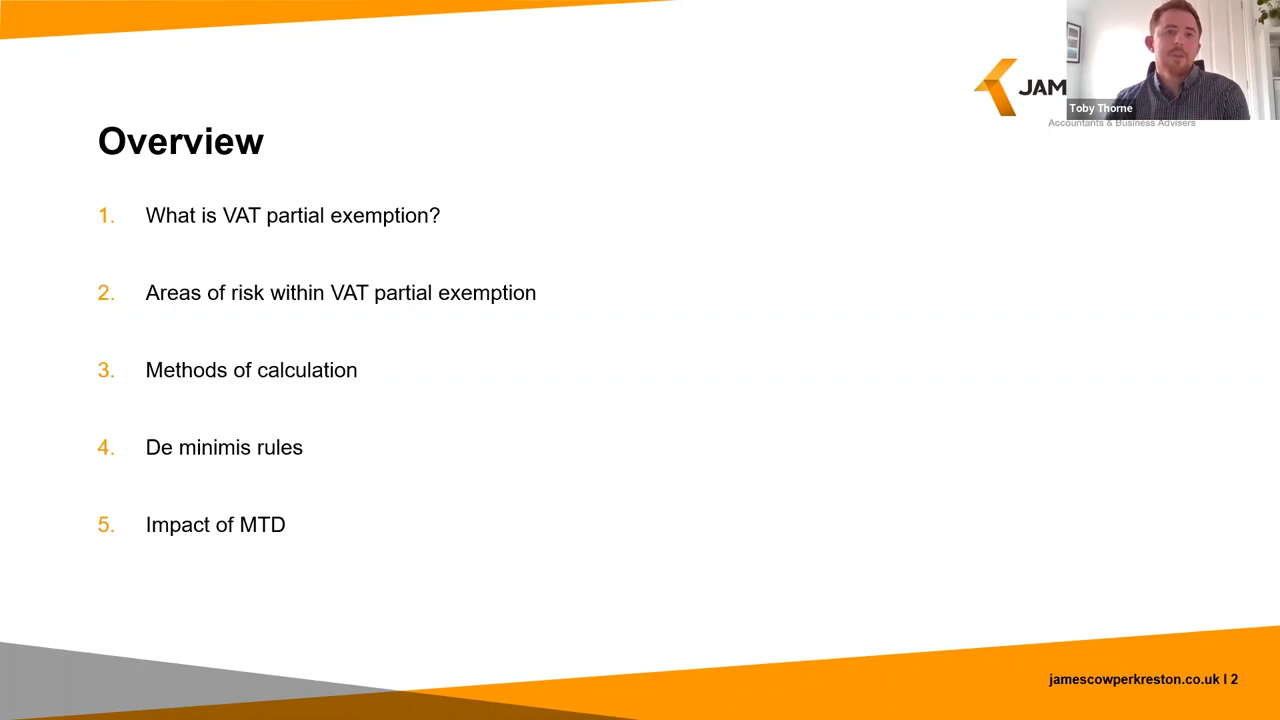 JAM
Toby Thorne
Accountants & Business Advisers
Overview
1. What is VAT partial exemption?
2. Areas of risk within VAT partial exemption
3. Methods of calculation
4. De minimis rules
5. Impact of MTD
jamescowperkreston.co.uk I 2